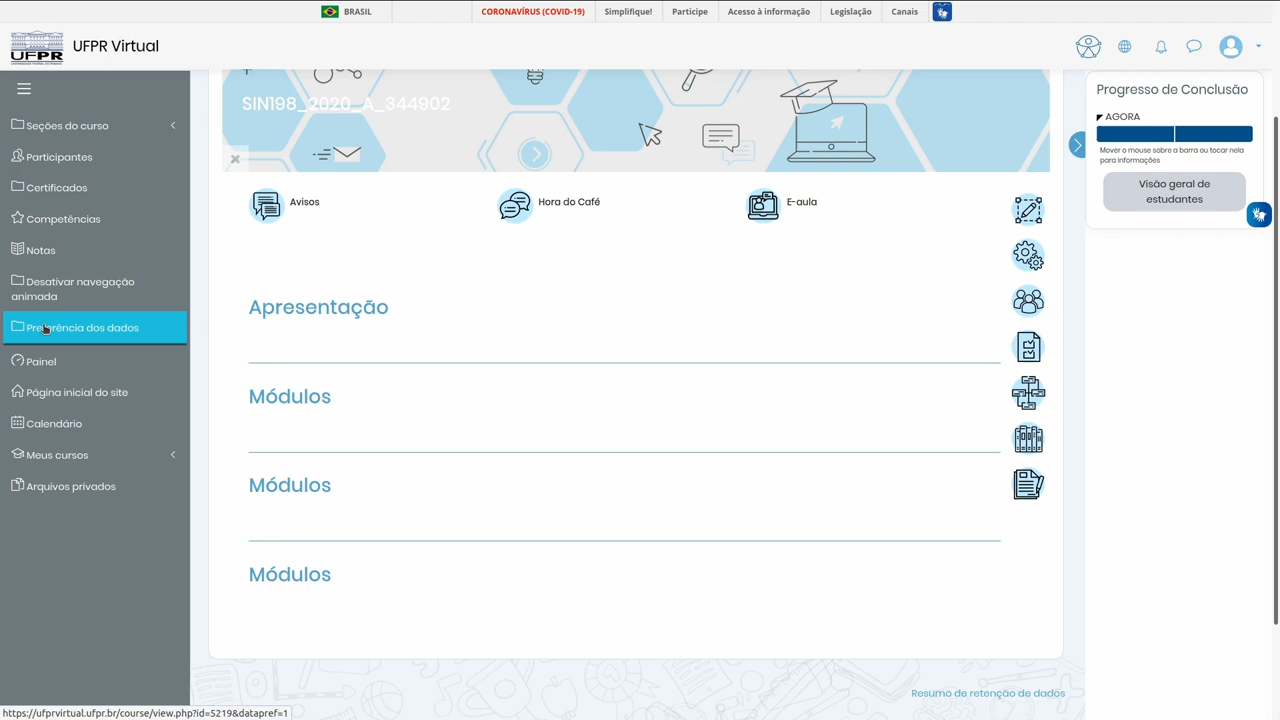 BRASIL
CORONAVÍRUS (COVID-19)
Simplifique!
Participe
Acesso à informação
Legislação
Canais
UFPR
UFPR Virtual
Seções do curso
Participantes
Certificados
Competências
Notas
Desativar navegação
animada
Preferência dos dados
Painel
Página inicial do site
Calendário
Meus cursos
Arquivos privados
SIN198_2020_A_344902
Avisos
Hora do Café
E-aula
Apresentação
Módulos
Módulos
Módulos
Progresso de Conclusão
AGORA
Mover o mouse sobre a barra ou tocar nela
para informações
Visão geral de
estudantes
Resumo de retenção de dados
https://ufprvirtual.ufpr.br/course/view.php?id=5219&datapref=1